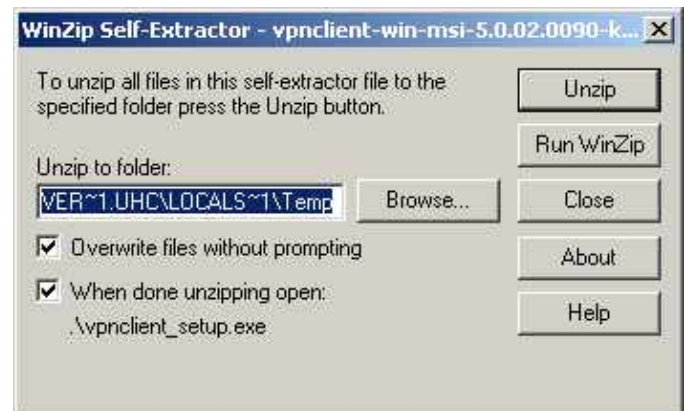 WinZip Self-Extractor - vpnclient-win-msi-5.0.02.0090-k...
To unzip all files in this self-extractor file to the
specified folder press the Unzip button.
Unzip to folder:
VER~1.UHC\LOCALS~1\Temp
Browse...
Overwrite files without prompting
When done unzipping open:
.\vpnclient_setup.exe
Unzip
Run WinZip
Close
About
Help